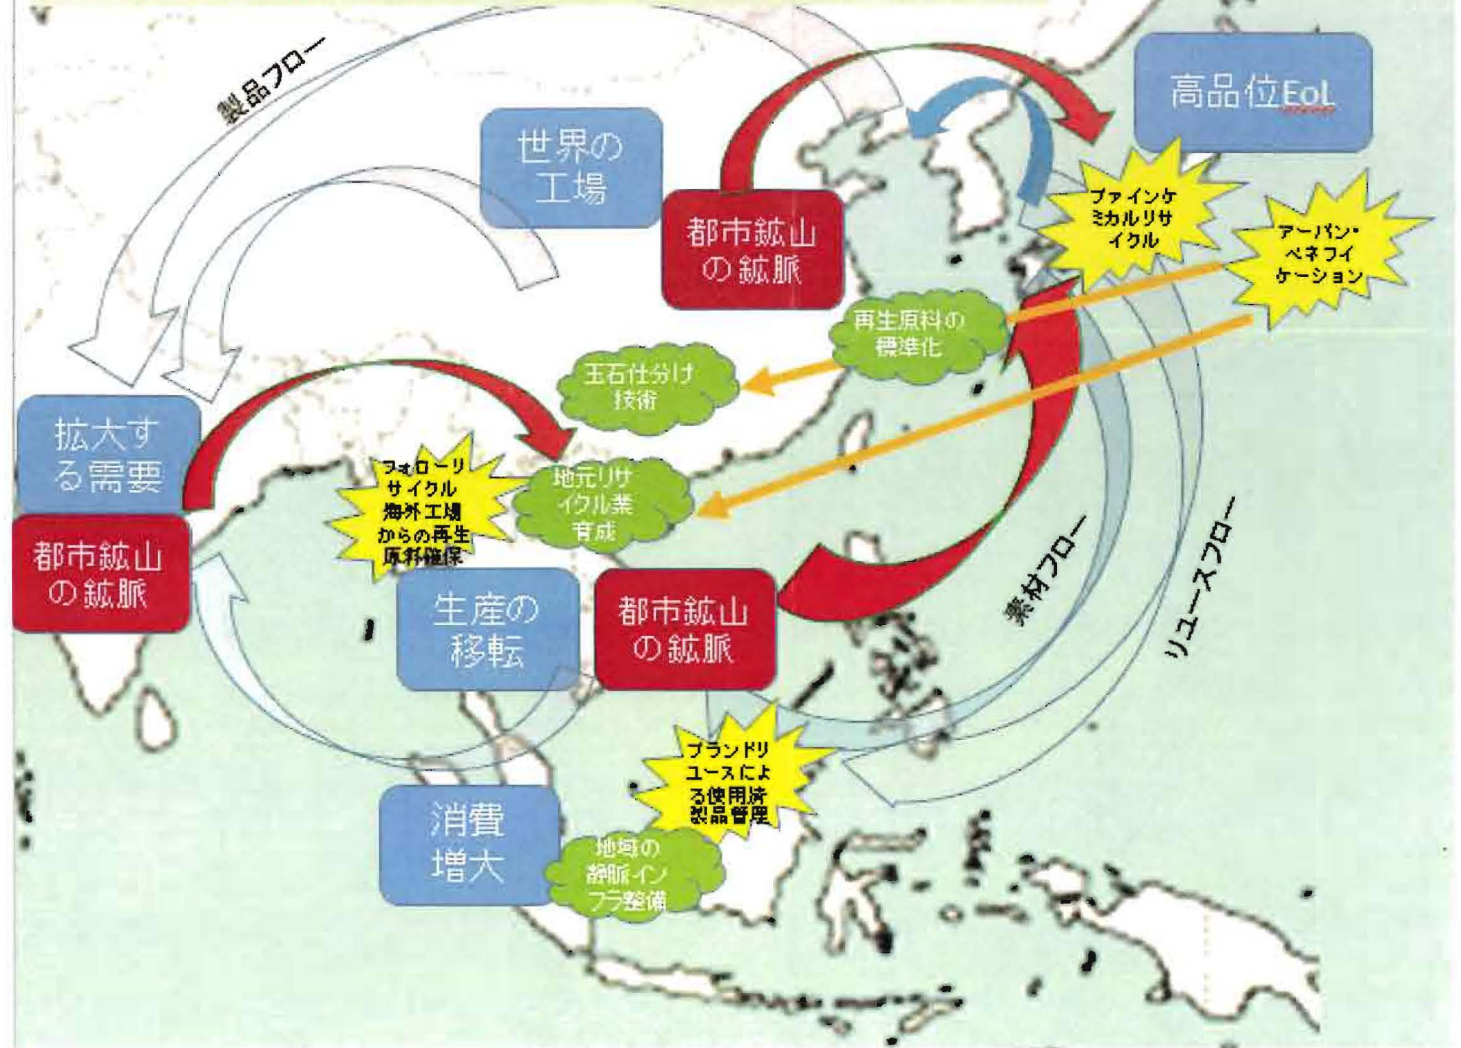 製品フロー
世界の
工場
高品位EoL
都市鉱山
の鉱脈
ファインケ
ミカルリサ
イクル
アーバン・
ベネフィ
ケーション
再生原料の
標準化
玉石仕分け
技術
拡大す
る需要
都市鉱山
の鉱脈
フォローリ
サイクル
海外工場
からの再生
原料確保
地元リサ
イクル業
育成
生産の
移転
都市鉱山
の鉱脈
素材フロー
リユースフロー
ブランドリ
ユースによ
る使用済
製品管理
消費
増大
地域の
静脈イン
フラ整備